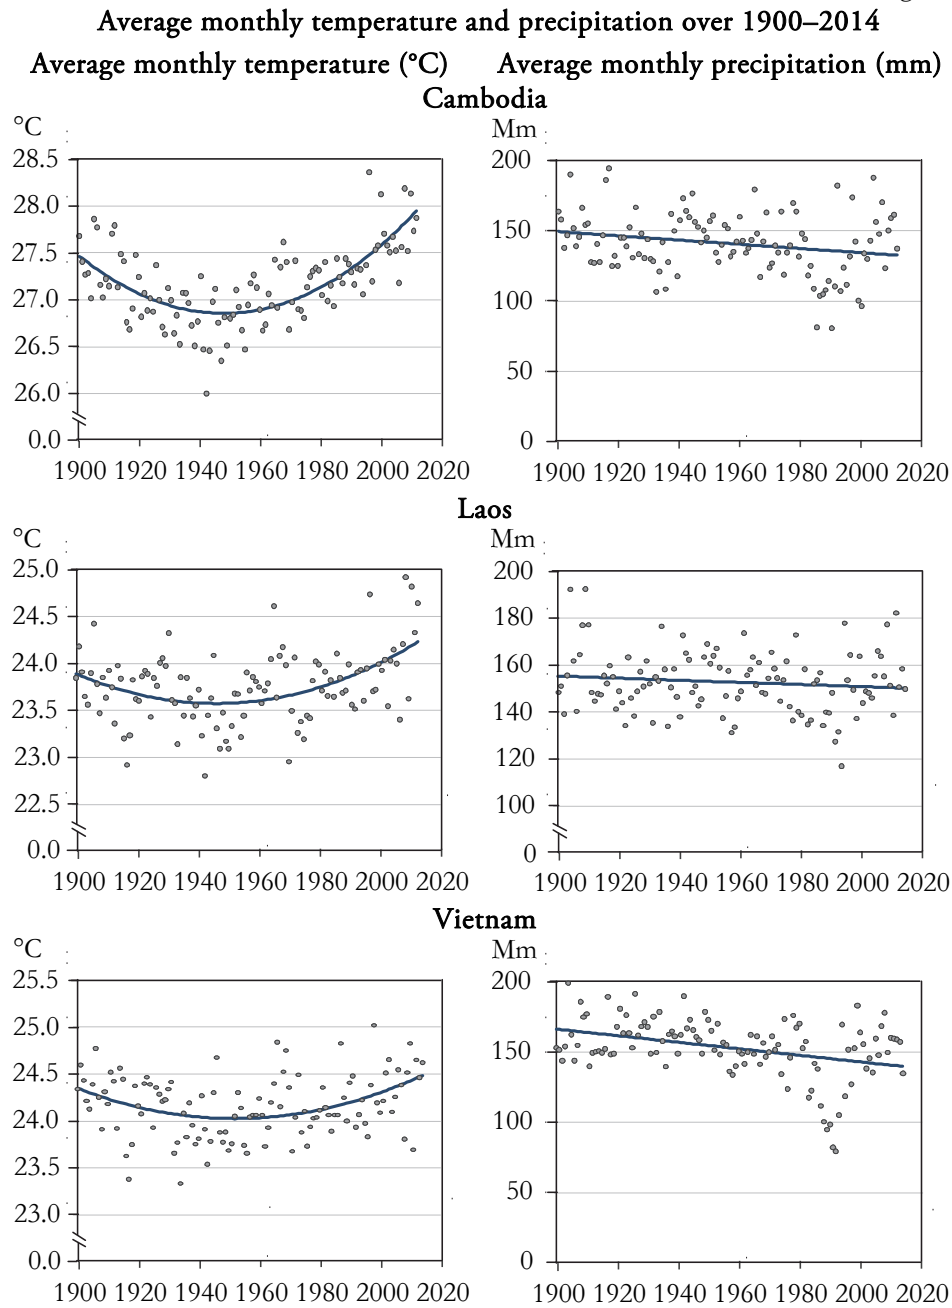 Average monthly temperature and precipitation over 1900–2014
Average monthly temperature (°C) Average monthly precipitation (mm)
Cambodia
°C Mm
28.5 200
28.0
27.5 150
27.0 100
26.5
26.0 50
0.0 0
1900 1920 1940 1960 1980 2000 2020 1900 1920 1940 1960 1980 2000 2020
Laos
°C Mm
25.0 200
24.5 180
24.0 160
23.5 140
23.0 120
22.5 100
0.0 0
1900 1920 1940 1960 1980 2000 2020 1900 1920 1940 1960 1980 2000 2020
Vietnam
°C Mm
25.5 200
25.0
24.5 150
24.0 100
23.5
23.0 50
0.0 0
1900 1920 1940 1960 1980 2000 2020 1900 1920 1940 1960 1980 2000 2020